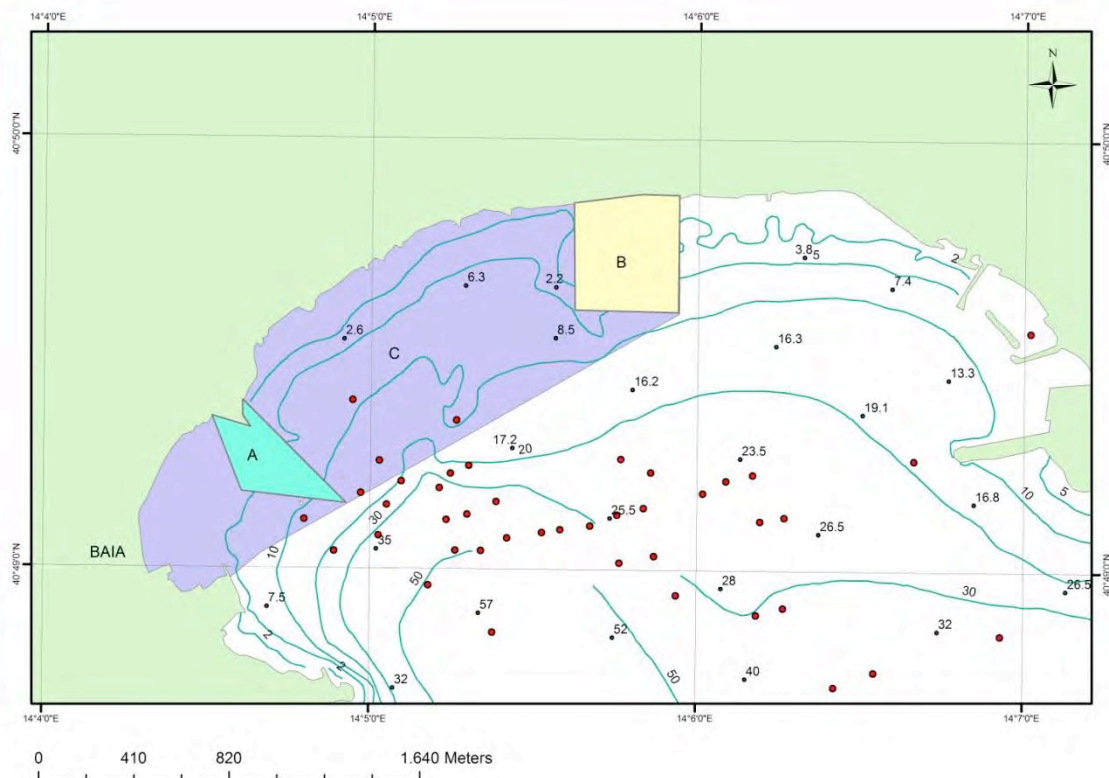 14°4'0"E 14°5'0"E 14°6'0"E 14°7'0"E
N
40°50'0"N 40°50'0"N
3.8 5 2
B
6.3 2.2 7.4
2.6 8.5 16.3
C
16.2 13.3
19.1
17.2 20
A 23.5
10 5
30 25.5 16.8
35 26.5
BAIA 10
40°49'0"N 40°49'0"N
50 28 30 26.5
7.5 57
2 52 32
2 32 50 40
14°4'0"E 14°5'0"E 14°6'0"E 14°7'0"E
0 410 820 1.640 Meters